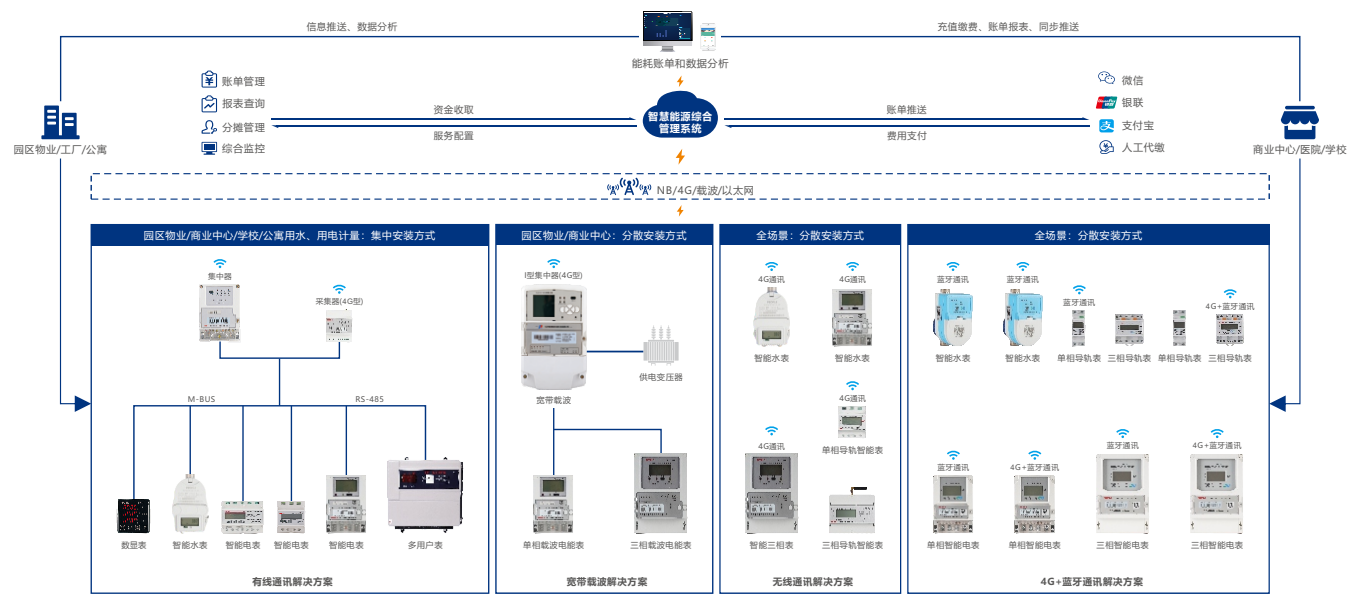 信息推送、数据分析
充值缴费、账单报表、同步推送
能耗账单和数据分析
账单管理
报表查询
分摊管理
综合监控
资金收取
服务配置
智慧能源综合
管理系统
账单推送
费用支付
微信
银联
支付宝
人工代缴
园区物业/工厂/公寓
商业中心/医院/学校
NB/4G/载波/以太网
园区物业/商业中心/学校/公寓用水、用电计量：集中安装方式
集中器
采集器(4G型)
M-BUS
RS-485
数显表
智能水表
智能电表
智能电表
智能电表
多用户表
有线通讯解决方案
园区物业/商业中心：分散安装方式
I型集中器(4G型)
供电变压器
宽带载波
单相载波电能表
三相载波电能表
宽带载波解决方案
全场景：分散安装方式
4G通讯
4G通讯
智能水表
智能水表
4G通讯
单相导轨智能表
4G通讯
智能三相表
三相导轨智能表
无线通讯解决方案
全场景：分散安装方式
蓝牙通讯
蓝牙通讯
蓝牙通讯
4G+蓝牙通讯
智能水表
智能水表
单相导轨表
三相导轨表
单相导轨表
三相导轨表
蓝牙通讯
4G+蓝牙通讯
蓝牙通讯
4G+蓝牙通讯
单相智能电表
单相智能电表
三相智能电表
三相智能电表
4G+蓝牙通讯解决方案